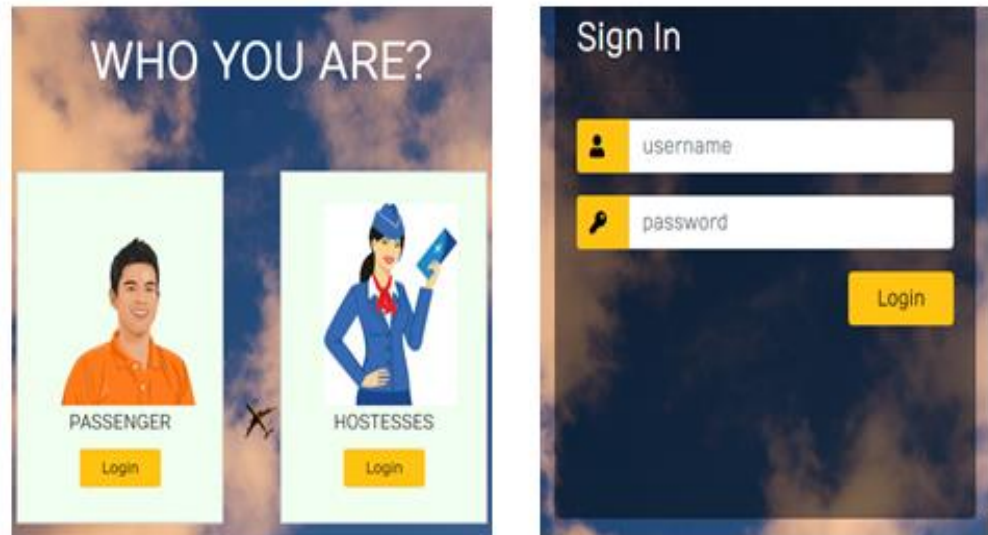 WHO YOU ARE?
PASSENGER
Login
HOSTESSES
Login
Sign In
username
password
Login